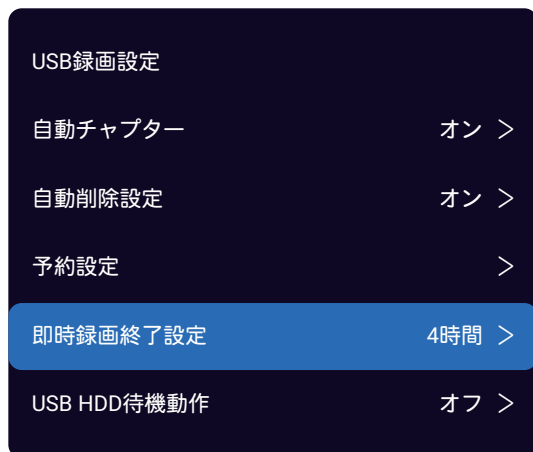 USB録画設定
自動チャプター オン >
自動削除設定 オン >
予約設定 >
即時録画終了設定 4時間 >
USB HDD待機動作 オフ >